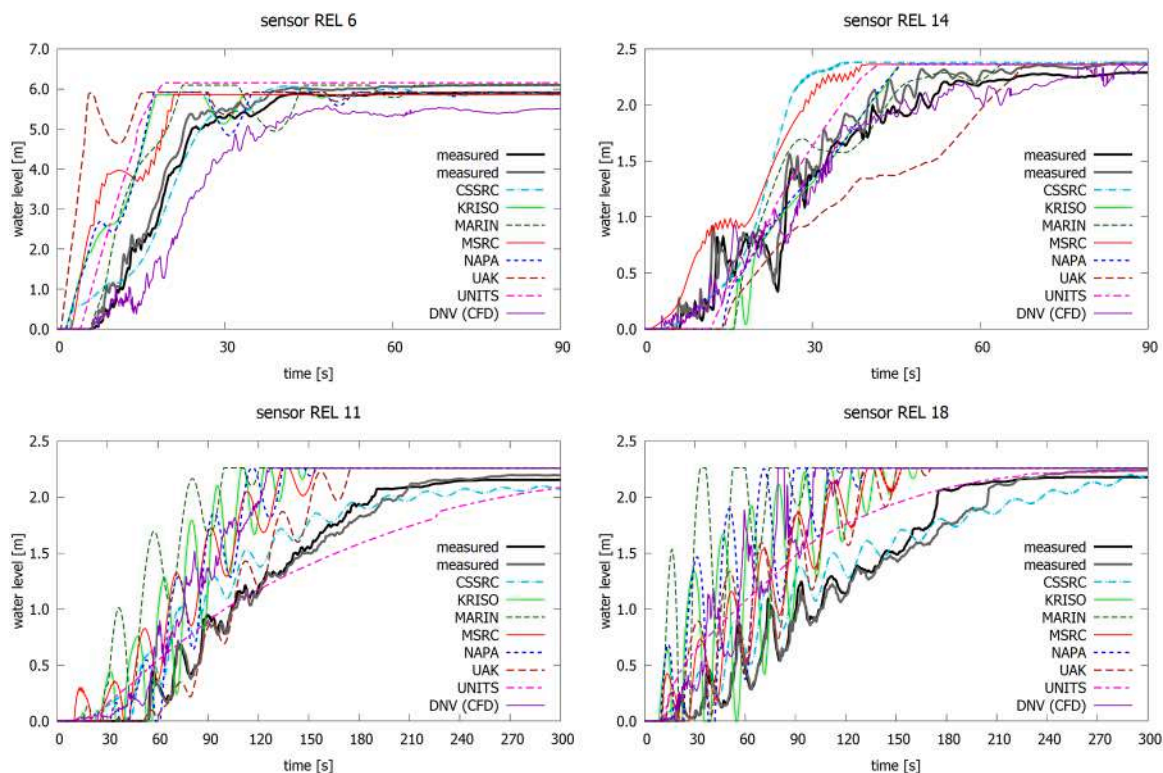 sensor REL 6
7.0
6.0
5.0
4.0
3.0
2.0
1.0
0.0
water level [m]
measured
measured
CSSRC
KRISO
MARIN
MSRC
NAPA
UAK
UNITS
DNV (CFD)
0 30 60 90
time [s]
sensor REL 14
2.5
2.0
1.5
1.0
0.5
0.0
water level [m]
measured
measured
CSSRC
KRISO
MARIN
MSRC
NAPA
UAK
UNITS
DNV (CFD)
0 30 60 90
time [s]
sensor REL 11
2.5
2.0
1.5
1.0
0.5
0.0
water level [m]
measured
measured
CSSRC
KRISO
MARIN
MSRC
NAPA
UAK
UNITS
DNV (CFD)
0 30 60 90 120 150 180 210 240 270 300
time [s]
sensor REL 18
2.5
2.0
1.5
1.0
0.5
0.0
water level [m]
measured
measured
CSSRC
KRISO
MARIN
MSRC
NAPA
UAK
UNITS
DNV (CFD)
0 30 60 90 120 150 180 210 240 270 300
time [s]